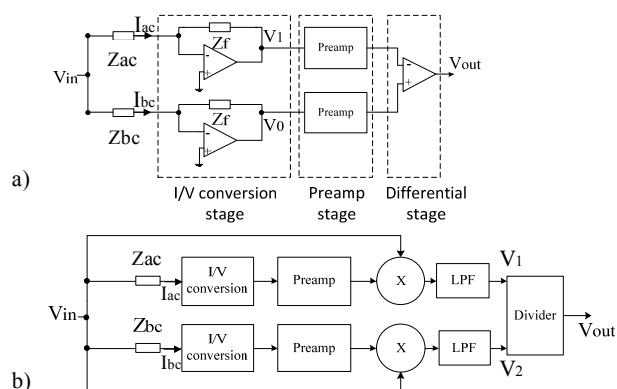 Iac
Zf
V1
Preamp
-
+
Zac
Vin
Vout
-
+
Ibc
Zf
V0
Preamp
-
+
Zbc
a)
I/V conversion
stage
Preamp
stage
Differential
stage
Zac
Iac
I/V
conversion
Preamp
X
LPF
V1
Vin
Divider
Vout
Zbc
Ibc
I/V
conversion
Preamp
X
LPF
V2
b)